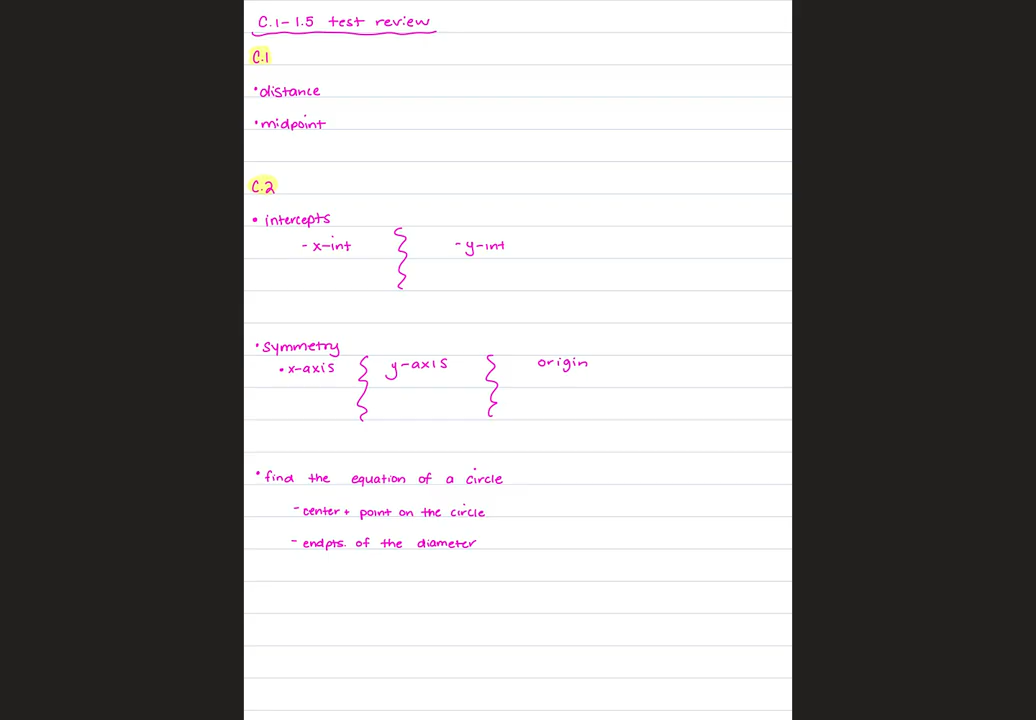 C.1-1.5 test review
C.1
• distance
• midpoint
C.2
• intercepts
- x-int - y-int
• symmetry
• x-axis y-axis origin
• find the equation of a circle
- center + point on the circle
- endpts. of the diameter